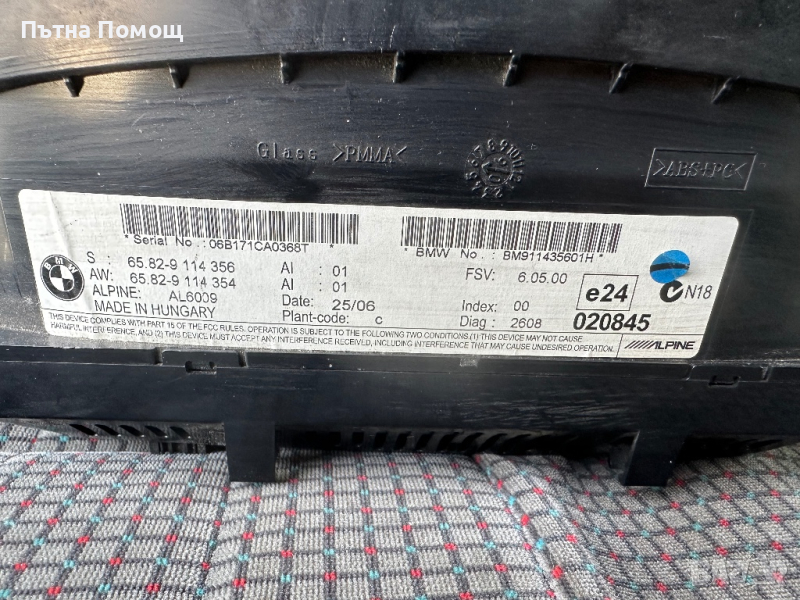 Пътна Помощ
Glass >PMMA<
>ABS+PC<
* Serial No : 06B171CA0368T *
* BMW No : BM911435601H *
BMW
S : 65.82-9 114 356 AI : 01
AW: 65.82-9 114 354 AI : 01
ALPINE: AL6009 Date: 25/06
MADE IN HUNGARY Plant-code: c
FSV: 6.05.00
Index: 00
Diag : 2608
e24
020845
N18
THIS DEVICE COMPLIES WITH PART 15 OF THE FCC RULES. OPERATION IS SUBJECT TO THE FOLLOWING TWO CONDITIONS (1) THIS DEVICE MAY NOT CAUSE
HARMFUL INTERFERENCE, AND (2) THIS DEVICE MUST ACCEPT ANY INTERFERENCE RECEIVED, INCLUDING INTERFERENCE THAT MAY CAUSE UNDESIRED OPERATION.
ALPINE